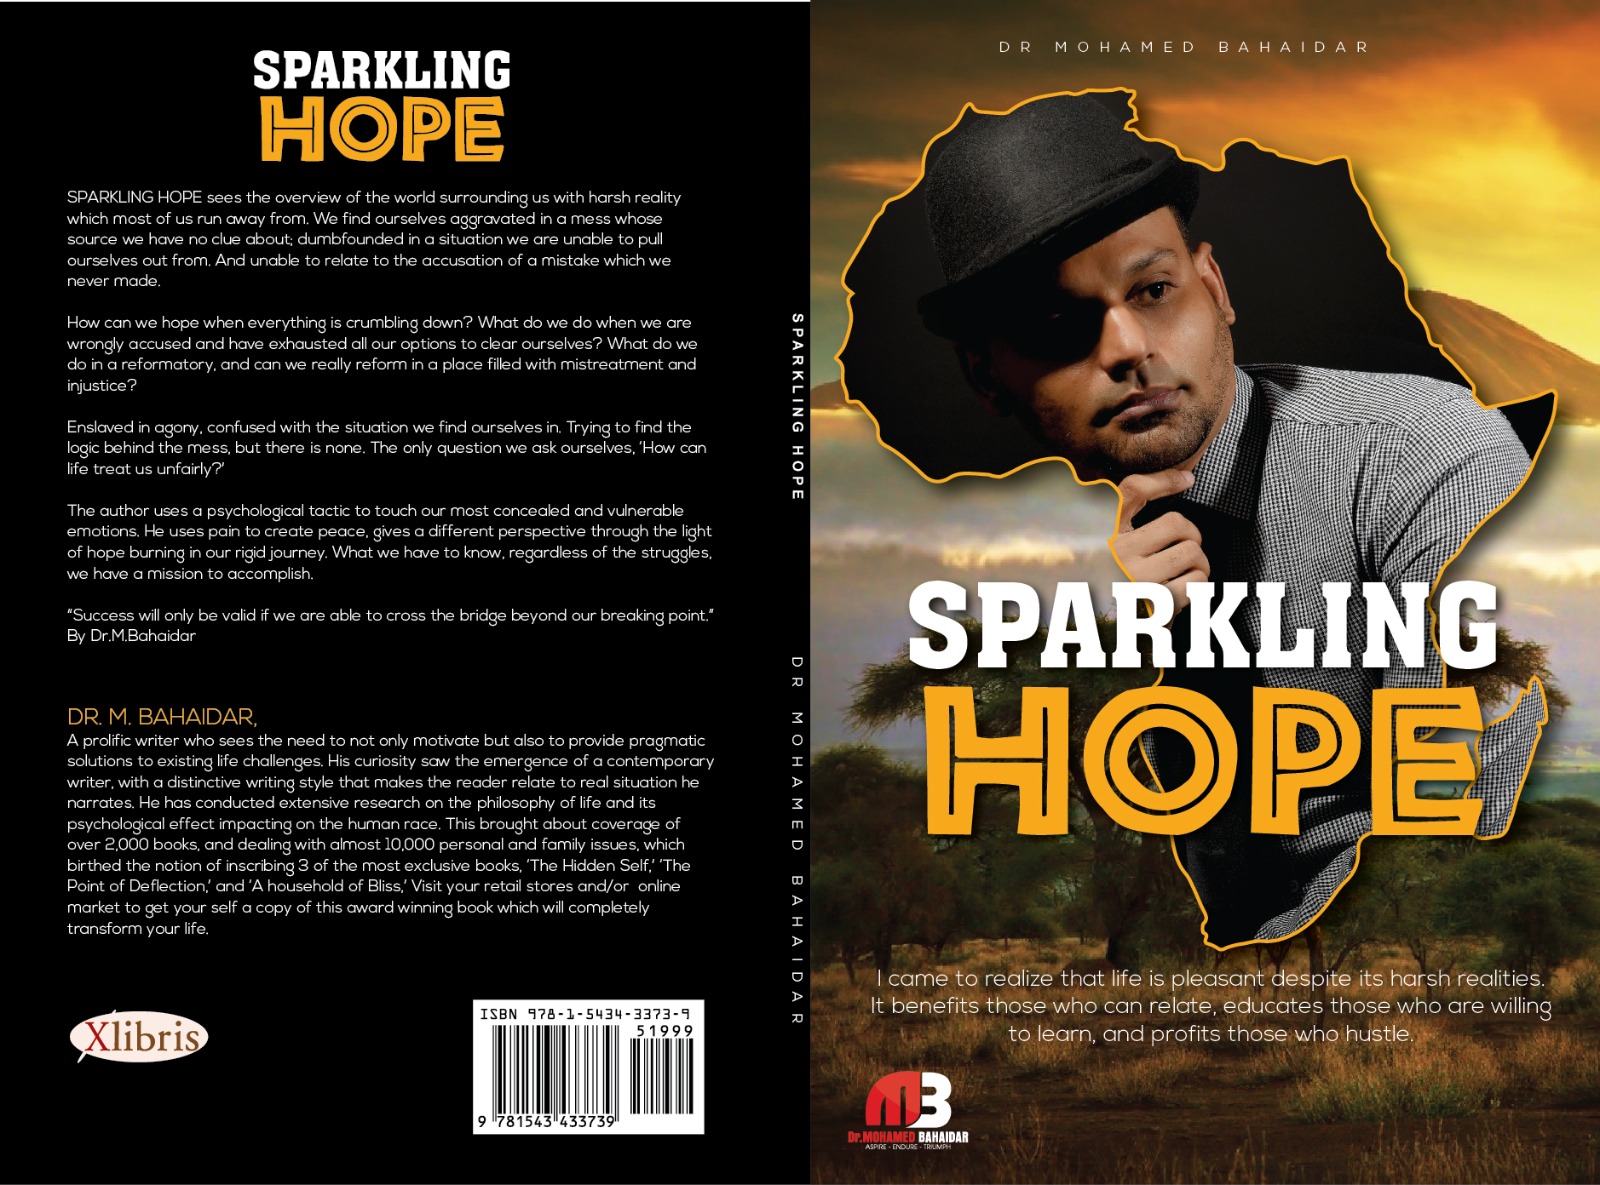 SPARKLING
HOPE
SPARKLING HOPE sees the overview of the world surrounding us with harsh reality
which most of us run away from. We find ourselves aggravated in a mess whose
source we have no clue about; dumbfounded in a situation we are unable to pull
ourselves out from. And unable to relate to the accusation of a mistake which we
never made.
How can we hope when everything is crumbling down? What do we do when we are
wrongly accused and have exhausted all our options to clear ourselves? What do we
do in a reformatory, and can we really reform in a place filled with mistreatment and
injustice?
Enslaved in agony, confused with the situation we find ourselves in. Trying to find the
logic behind the mess, but there is none. The only question we ask ourselves, 'How can
life treat us unfairly?'
The author uses a psychological tactic to touch our most concealed and vulnerable
emotions. He uses pain to create peace, gives a different perspective through the light
of hope burning in our rigid journey. What we have to know, regardless of the struggles,
we have a mission to accomplish.
"Success will only be valid if we are able to cross the bridge beyond our breaking point."
By Dr.M.Bahaidar
DR. M. BAHAIDAR,
A prolific writer who sees the need to not only motivate but also to provide pragmatic
solutions to existing life challenges. His curiosity saw the emergence of a contemporary
writer, with a distinctive writing style that makes the reader relate to real situation he
narrates. He has conducted extensive research on the philosophy of life and its
psychological effect impacting on the human race. This brought about coverage of
over 2,000 books, and dealing with almost 10,000 personal and family issues, which
birthed the notion of inscribing 3 of the most exclusive books, 'The Hidden Self,' 'The
Point of Deflection,' and 'A household of Bliss,' Visit your retail stores and/or online
market to get your self a copy of this award winning book which will completely
transform your life.
Xlibris
ISBN 978-1-5434-3373-9
51999
9 781543 433739
SPARKLING HOPE
DR MOHAMED BAHAIDAR
DR MOHAMED BAHAIDAR
SPARKLING
HOPE
I came to realize that life is pleasant despite its harsh realities.
It benefits those who can relate, educates those who are willing
to learn, and profits those who hustle.
MB
Dr.MOHAMED BAHAIDAR
ASPIRE - ENDURE - TRIUMPH